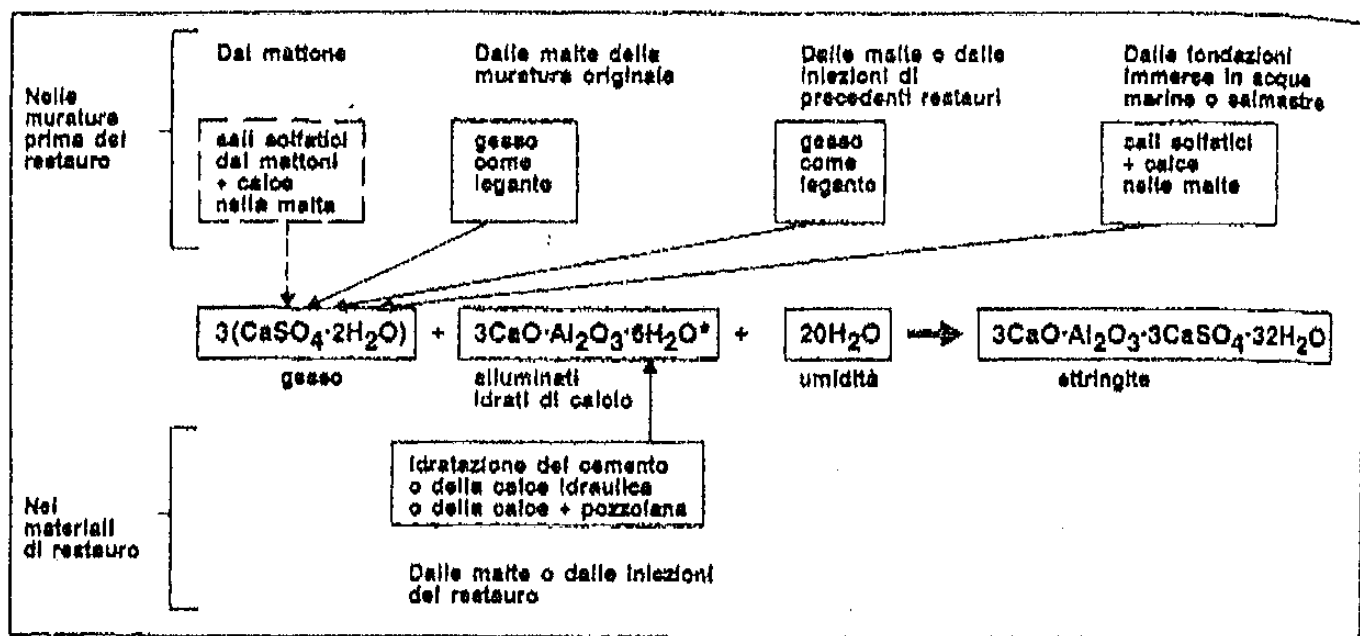 Dal mattone
Dalle malte della
muratura originale
Dalle malte o dalle
iniezioni di
precedenti restauri
Dalle fondazioni
immerse in acqua
marine o salmastre
Nelle
murature
prima del
restauro
sali solfatici
dai mattoni
+ calce
nella malta
gesso
come
legante
gesso
come
legante
sali solfatici
+ calce
nelle malte
3(CaSO₄·2H₂O) + 3CaO·Al₂O₃·6H₂O* + 20H₂O → 3CaO·Al₂O₃·3CaSO₄·32H₂O
gesso
alluminati
idrati di calcio
umidità
ettringite
Idratazione del cemento
o della calce idraulica
o della calce + pozzolana
Nei
materiali
di restauro
Dalle malte o dalle iniezioni
del restauro